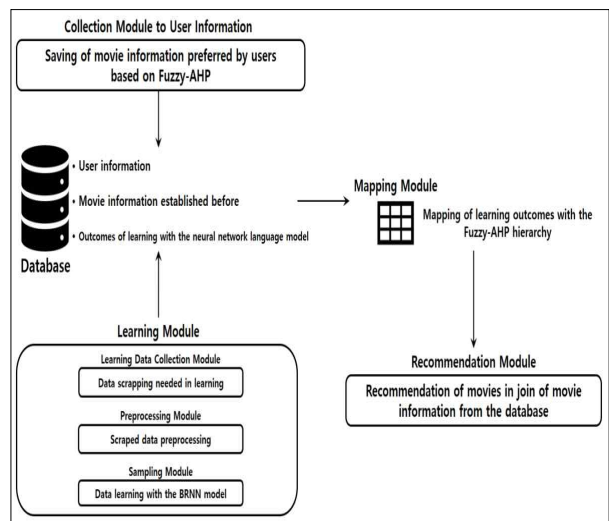 Collection Module to User Information
Saving of movie information preferred by users
based on Fuzzy-AHP
• User information
• Movie information established before
• Outcomes of learning with the neural network language model
Database
Mapping Module
Mapping of learning outcomes with the
Fuzzy-AHP hierarchy
Learning Module
Learning Data Collection Module
Data scrapping needed in learning
Preprocessing Module
Scraped data preprocessing
Sampling Module
Data learning with the BRNN model
Recommendation Module
Recommendation of movies in join of movie
information from the database